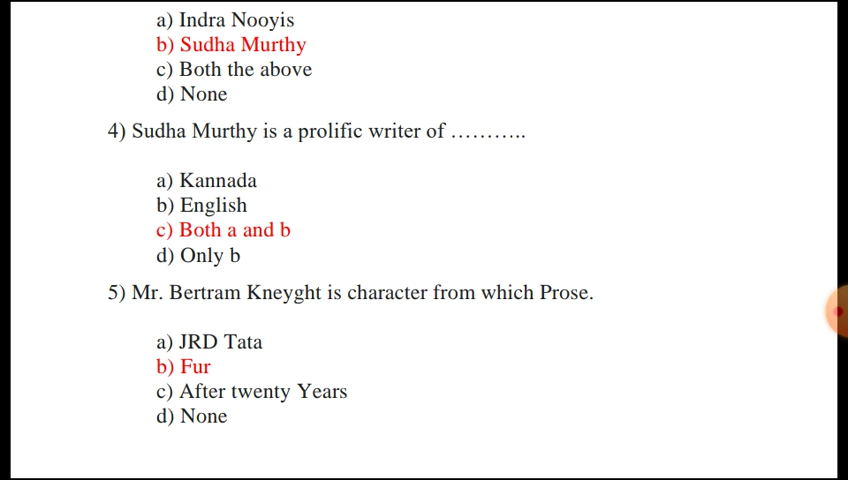 a) Indra Nooyis
b) Sudha Murthy
c) Both the above
d) None
4) Sudha Murthy is a prolific writer of ………..
a) Kannada
b) English
c) Both a and b
d) Only b
5) Mr. Bertram Kneyght is character from which Prose.
a) JRD Tata
b) Fur
c) After twenty Years
d) None